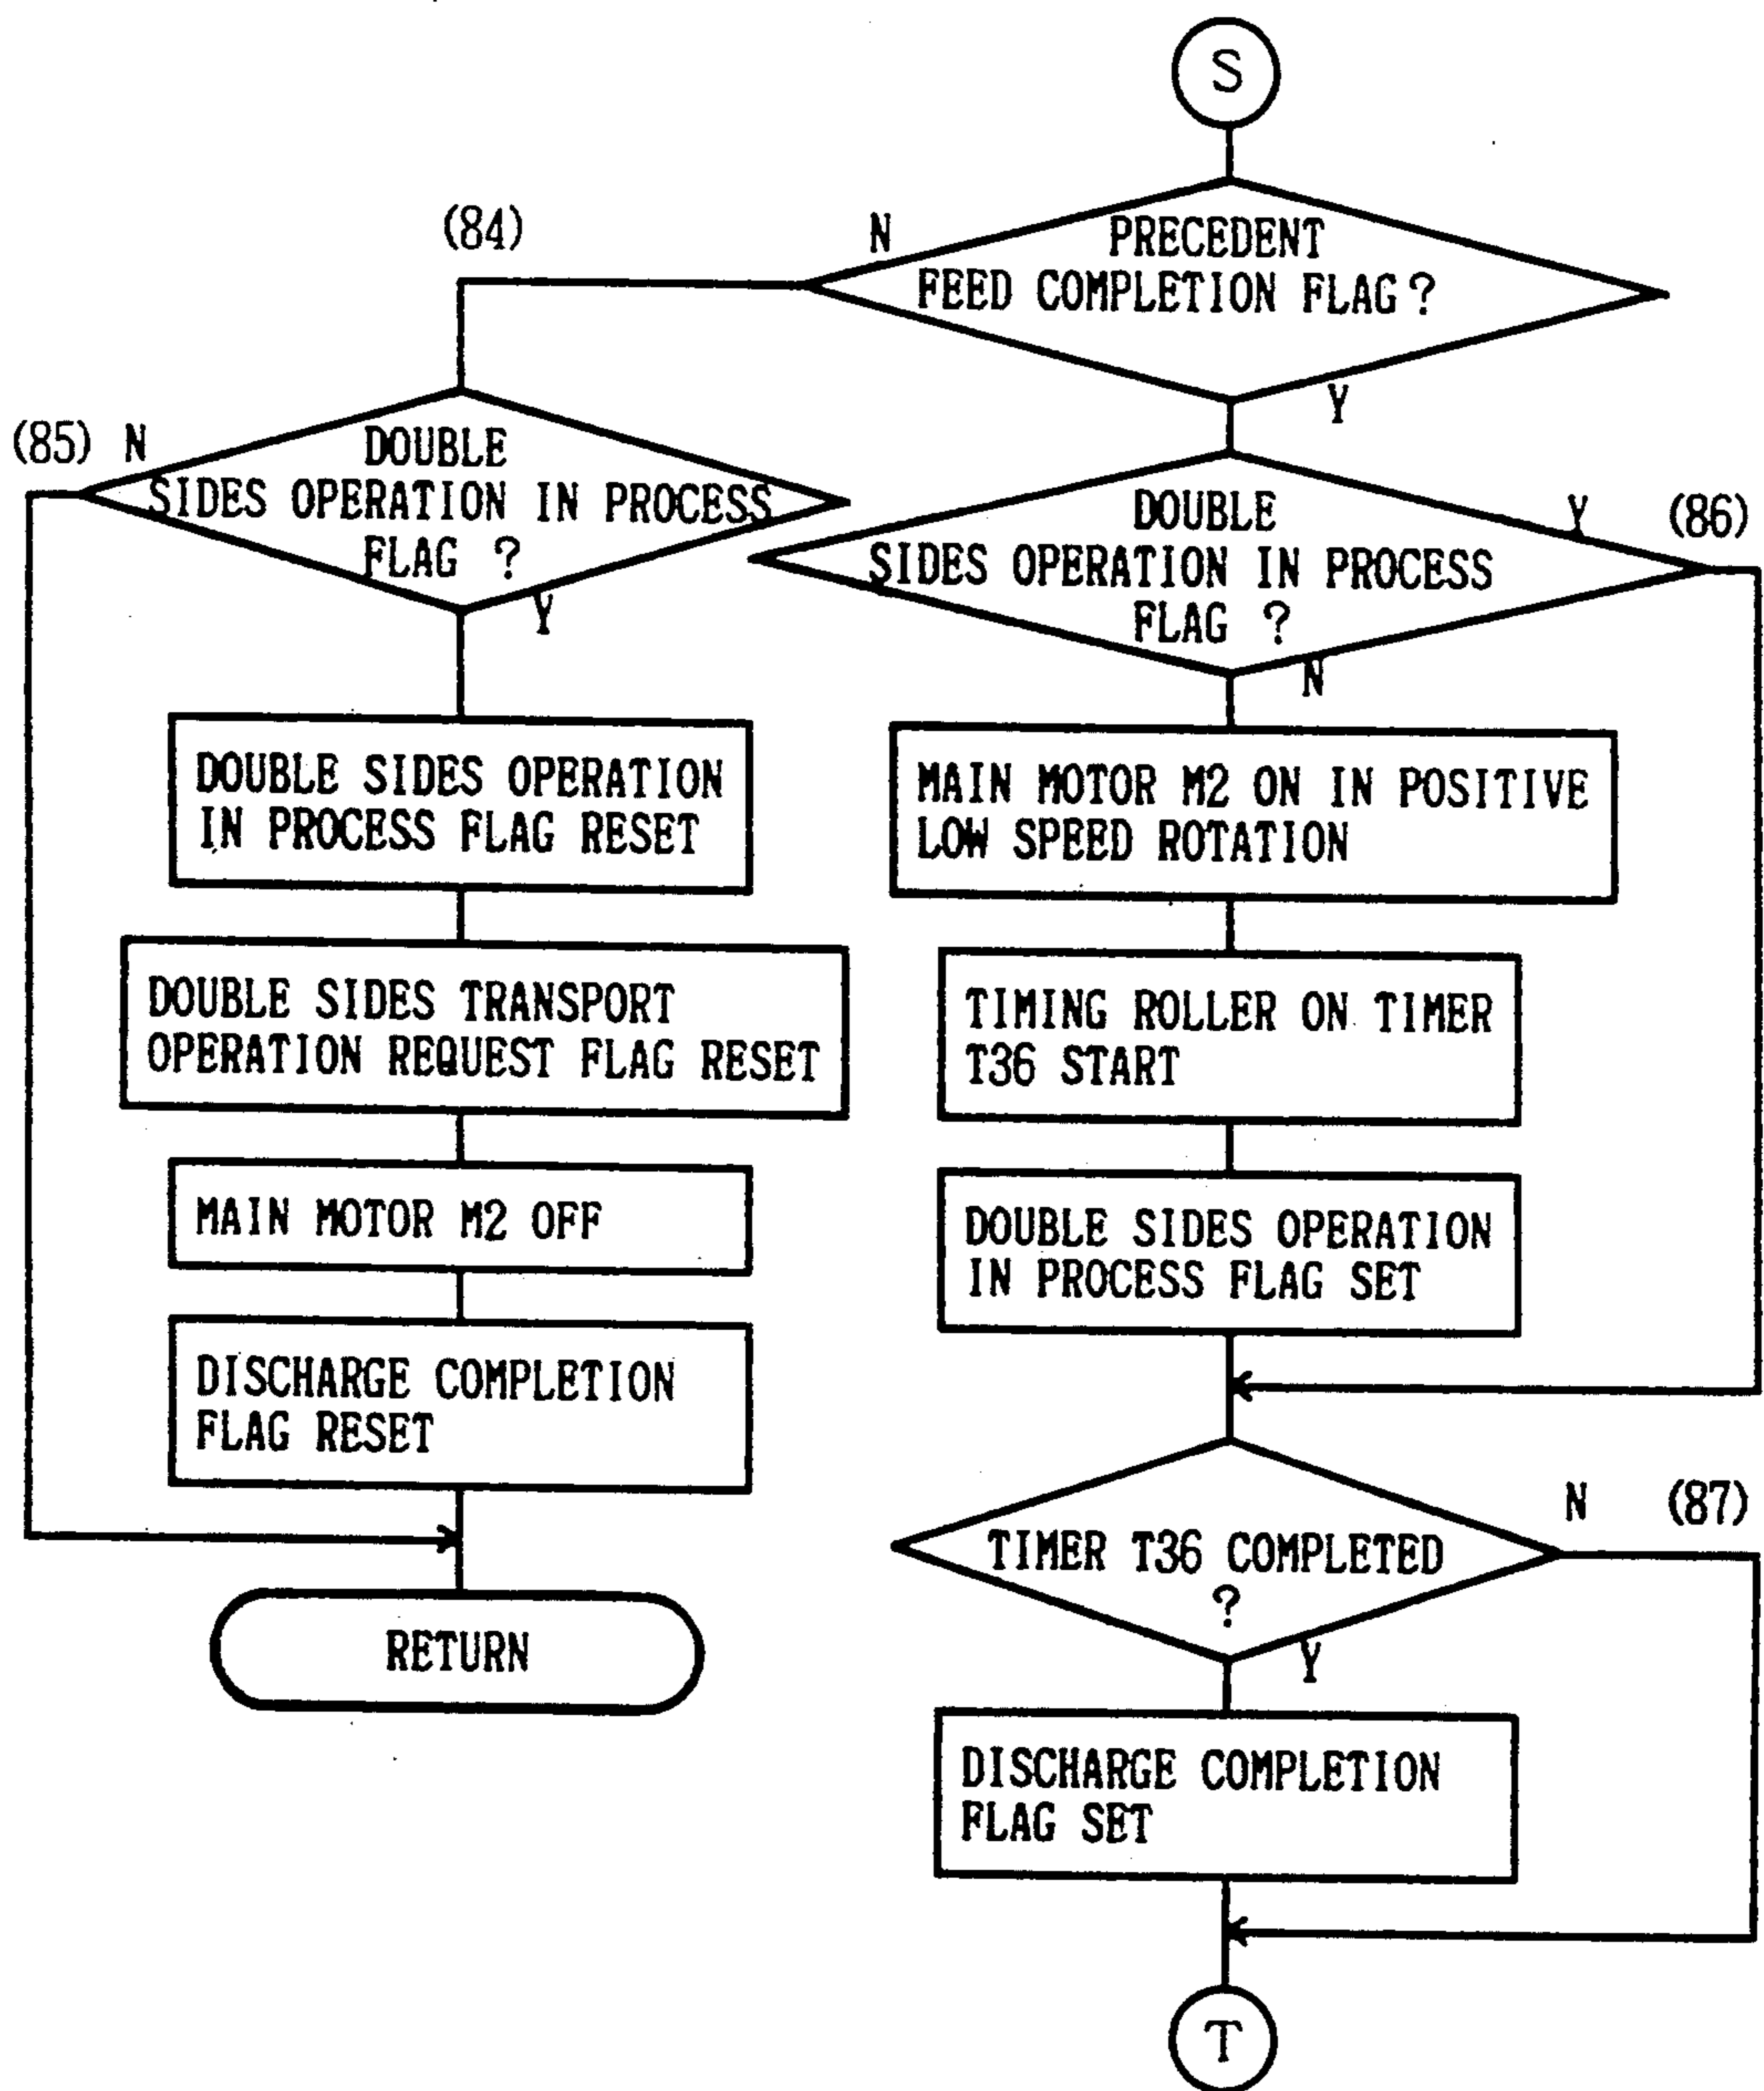 S
PRECEDENT
FEED COMPLETION FLAG?
N
Y
(84)
DOUBLE
SIDES OPERATION IN PROCESS
FLAG ?
(85) N
Y
DOUBLE SIDES OPERATION
IN PROCESS FLAG RESET
DOUBLE SIDES TRANSPORT
OPERATION REQUEST FLAG RESET
MAIN MOTOR M2 OFF
DISCHARGE COMPLETION
FLAG RESET
RETURN
DOUBLE
SIDES OPERATION IN PROCESS
FLAG ?
Y (86)
N
MAIN MOTOR M2 ON IN POSITIVE
LOW SPEED ROTATION
TIMING ROLLER ON TIMER
T36 START
DOUBLE SIDES OPERATION
IN PROCESS FLAG SET
TIMER T36 COMPLETED
?
N (87)
Y
DISCHARGE COMPLETION
FLAG SET
T